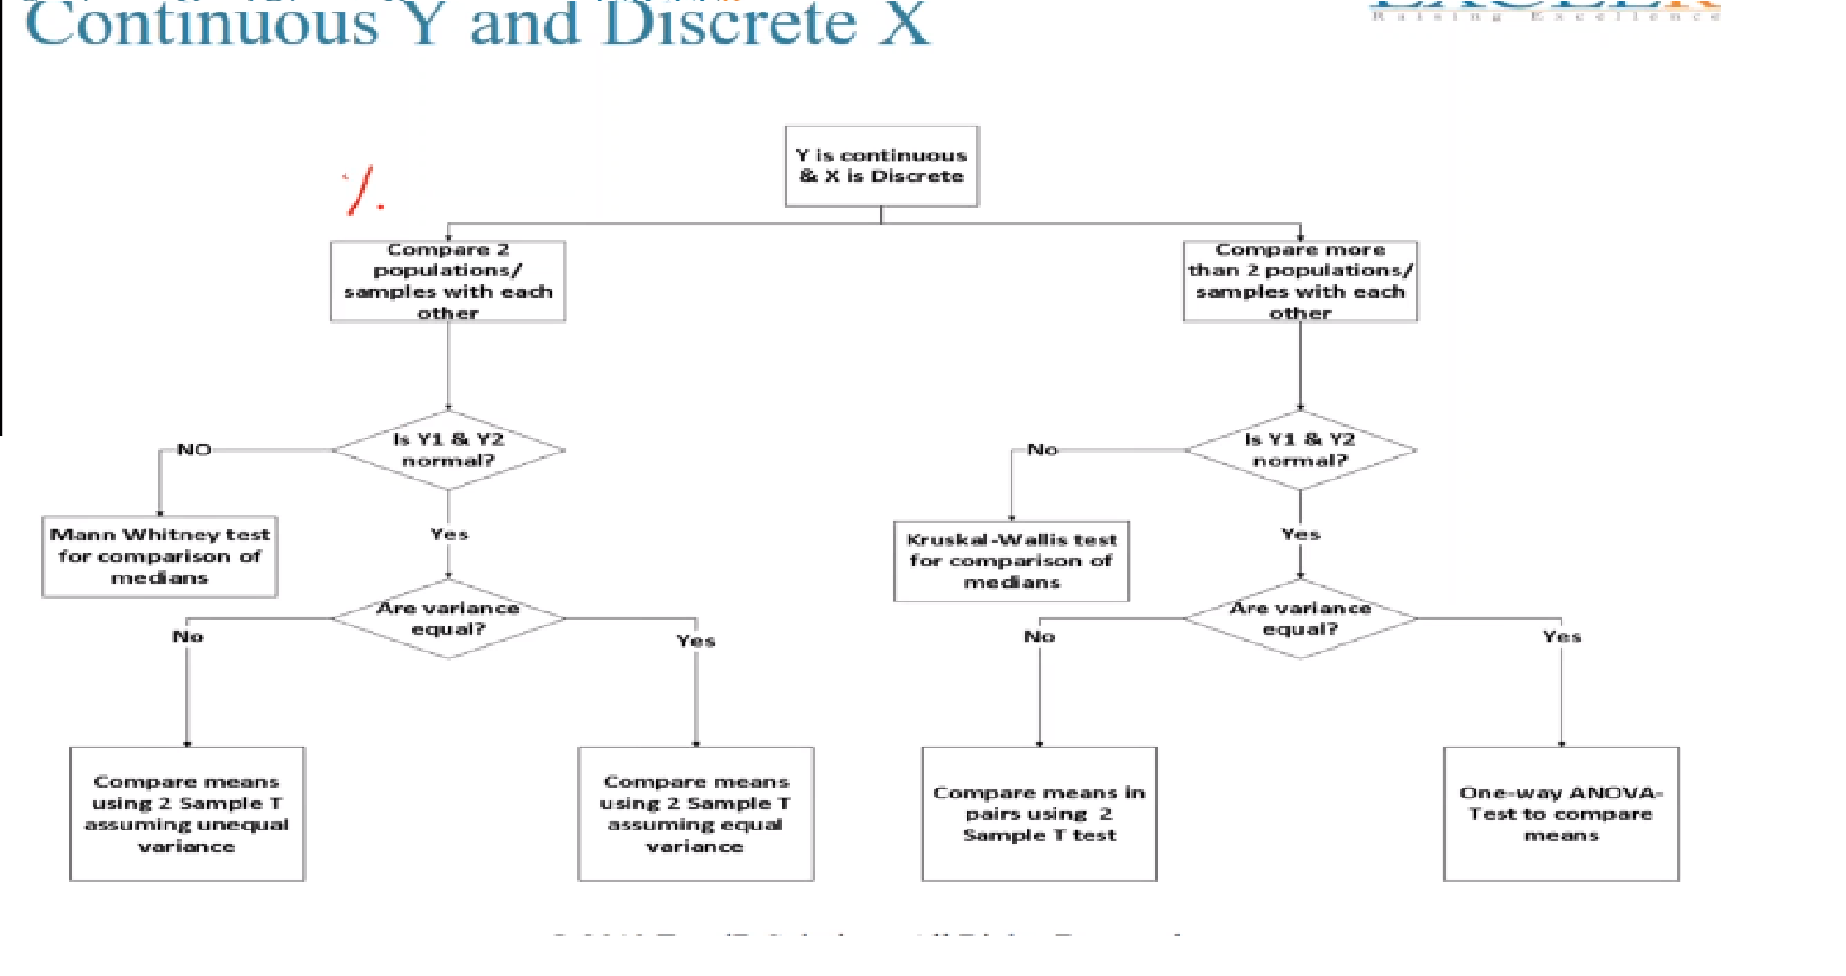 Continuous Y and Discrete X
Raising Excellence
Y is continuous
& X is Discrete
Compare 2
populations/
samples with each
other
Compare more
than 2 populations/
samples with each
other
Is Y1 & Y2
normal?
NO
Is Y1 & Y2
normal?
No
Mann Whitney test
for comparison of
medians
Yes
Kruskal-Wallis test
for comparison of
medians
Yes
Are variance
equal?
No
Yes
Are variance
equal?
No
Yes
Compare means
using 2 Sample T
assuming unequal
variance
Compare means
using 2 Sample T
assuming equal
variance
Compare means in
pairs using 2
Sample T test
One-way ANOVA-
Test to compare
means